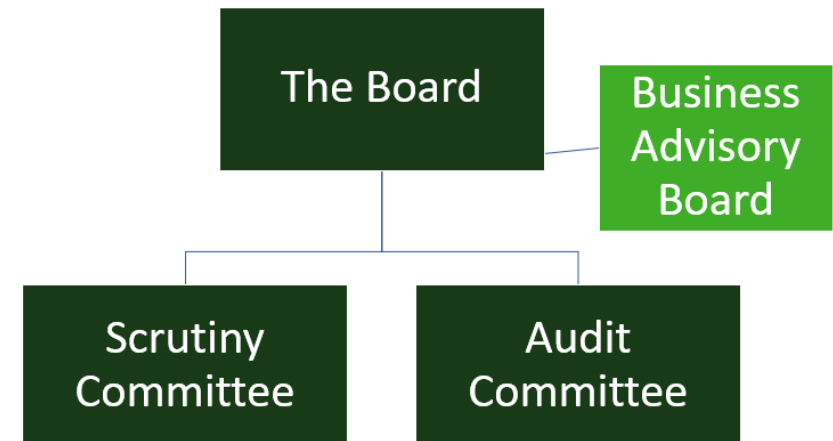 The Board
Business
Advisory
Board
Scrutiny
Committee
Audit
Committee